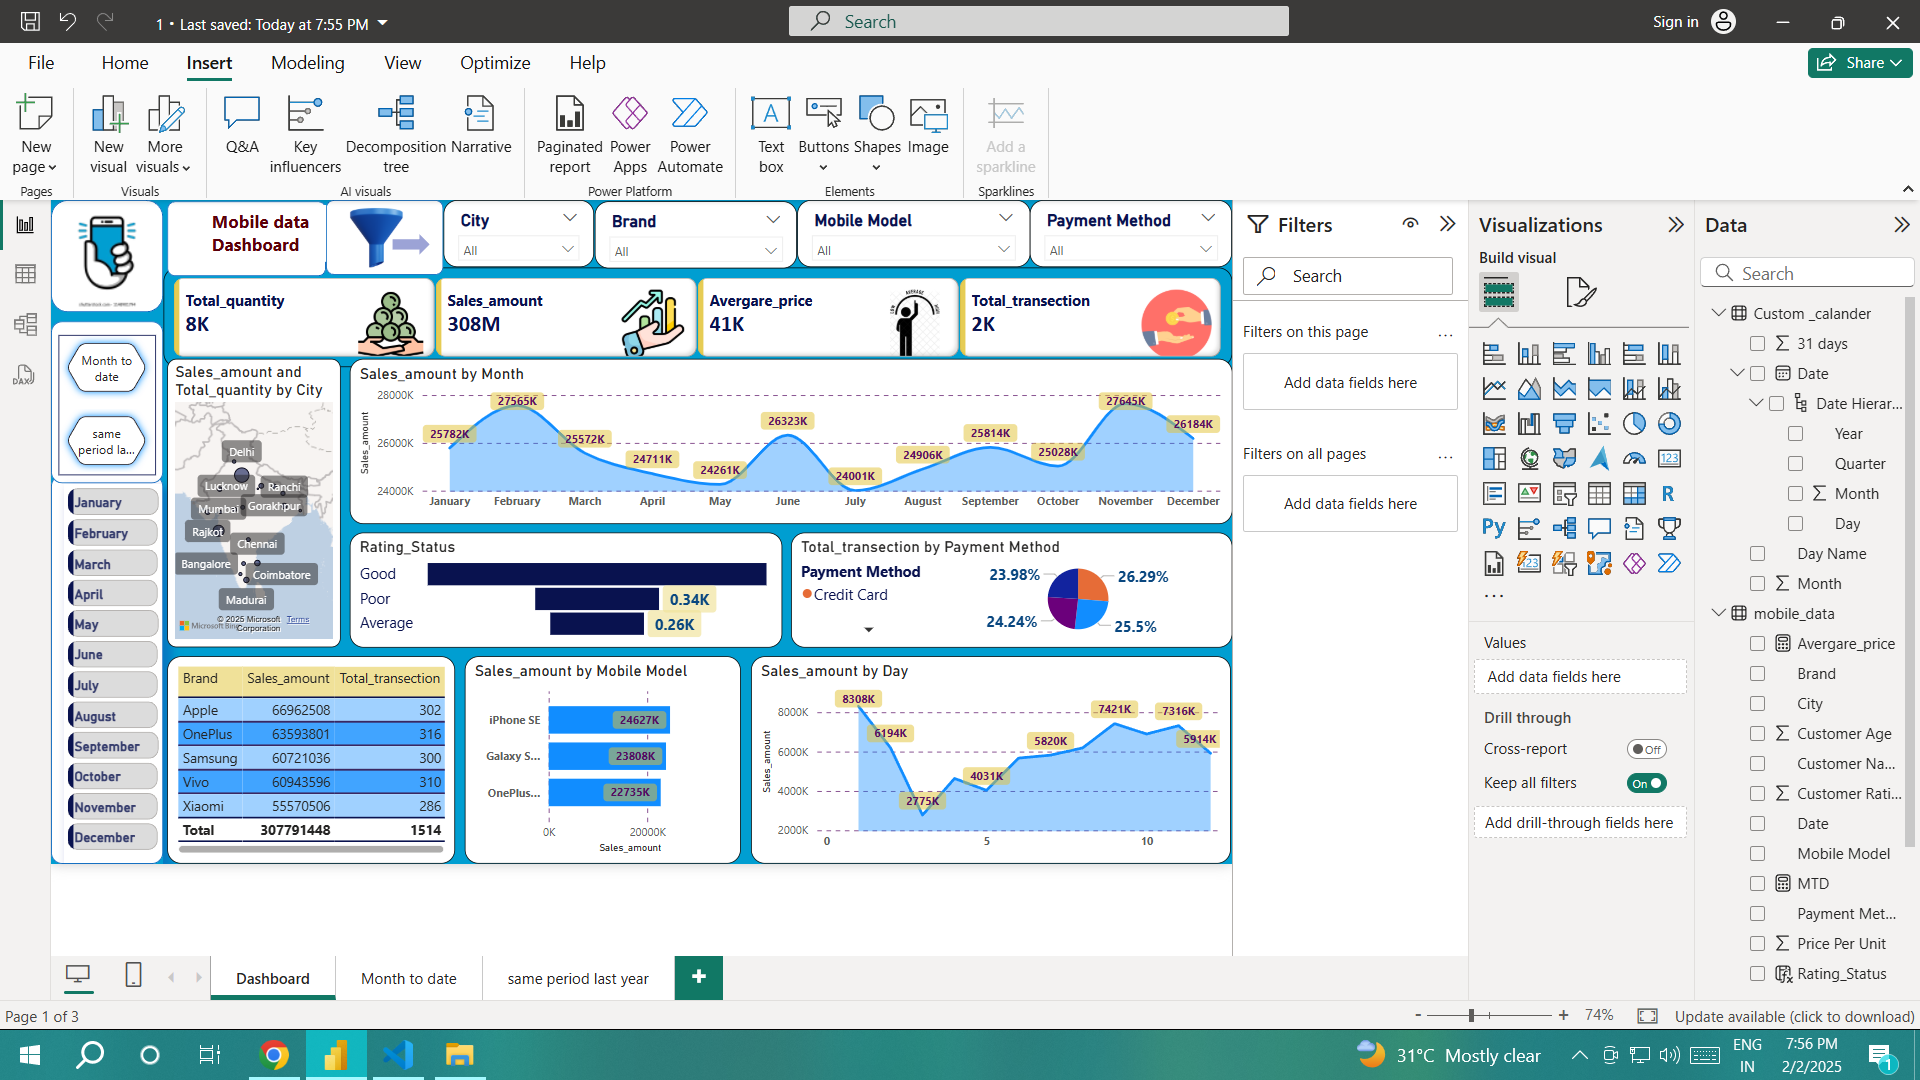 1 • Last saved: Today at 7:55 PM
Search
Sign in
File
Home
Insert
Modeling
View
Optimize
Help
Share
New page
New visual
More visuals
Q&A
Key influencers
Decomposition tree
Narrative
Paginated report
Power Apps
Power Automate
Text box
Buttons
Shapes
Image
Add a sparkline
Pages
Visuals
AI visuals
Power Platform
Elements
Sparklines
Mobile data
Dashboard
City
All
Brand
All
Mobile Model
All
Payment Method
All
Total_quantity
8K
Sales_amount
308M
Avergare_price
41K
Total_transection
2K
Month to
date
same
period la...
January
February
March
April
May
June
July
August
September
October
November
December
Sales_amount and
Total_quantity by City
Delhi
Lucknow
Ranchi
Mumbai
Gorakhpur
Rajkot
Chennai
Bangalore
Coimbatore
Madurai
© 2025 Microsoft
Corporation
Terms
Sales_amount by Month
Sales_amount
28000K
26000K
24000K
25782K
27565K
25572K
24711K
24261K
26323K
24001K
24906K
25814K
25028K
27645K
26184K
January
February
March
April
May
June
July
August
September
October
November
December
Rating_Status
Good
Poor
0.34K
Average
0.26K
Total_transection by Payment Method
Payment Method
Credit Card
23.98%
26.29%
24.24%
25.5%
Brand Sales_amount Total_transection
Apple 66962508 302
OnePlus 63593801 316
Samsung 60721036 300
Vivo 60943596 310
Xiaomi 55570506 286
Total 307791448 1514
Sales_amount by Mobile Model
iPhone SE
24627K
Galaxy S...
23808K
OnePlus...
22735K
0K
20000K
Sales_amount
Sales_amount by Day
Sales_amount
8000K
6000K
4000K
2000K
8308K
6194K
2775K
4031K
5820K
7421K
7316K
5914K
0
5
10
Filters
Search
Filters on this page
...
Add data fields here
Filters on all pages
...
Add data fields here
Visualizations
Build visual
R
Py
123
...
Values
Add data fields here
Drill through
Cross-report
Off
Keep all filters
On
Add drill-through fields here
Data
Search
Custom _calander
31 days
Date
Date Hierar...
Year
Quarter
Month
Day
Day Name
Month
mobile_data
Avergare_price
Brand
City
Customer Age
Customer Na...
Customer Rati...
Date
Mobile Model
MTD
Payment Met...
Price Per Unit
Rating_Status
Dashboard
Month to date
same period last year
+
Page 1 of 3
- + 74%
Update available (click to download)
31°C Mostly clear
ENG
IN
7:56 PM
2/2/2025
1